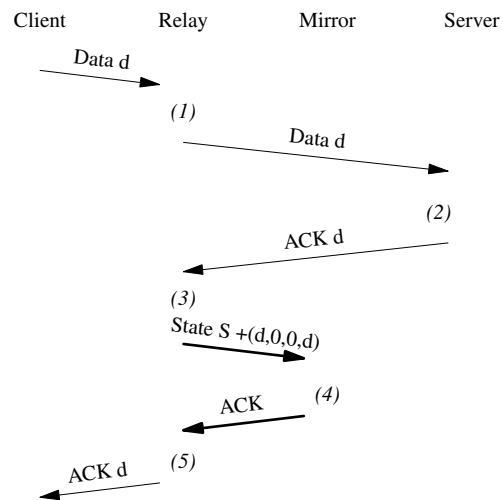 Client Relay Mirror Server
Data d
(1)
Data d
(2)
ACK d
(3)
State S +(d,0,0,d)
(4)
ACK
(5)
ACK d